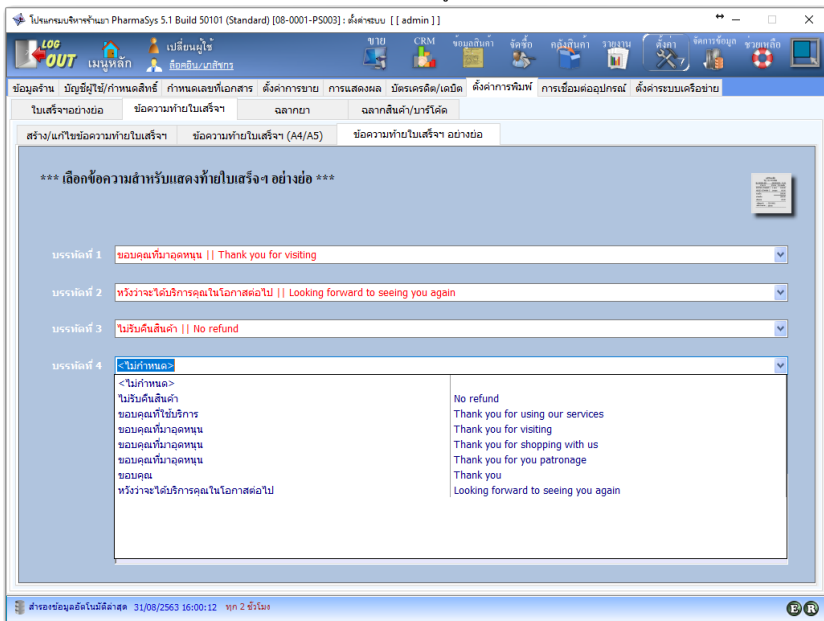 โปรแกรมบริหารร้านยา PharmaSys 5.1 Build 50101 (Standard) [08-0001-PS003] : ตั้งค่าระบบ [ [ admin ] ]
LOG OUT เมนูหลัก เปลี่ยนผู้ใช้ ขาย CRM ข้อมูลสินค้า จัดซื้อ คลังสินค้า รายงาน ตั้งค่า จัดการข้อมูล ช่วยเหลือ
ล็อคอิน/เภสัชกร
ข้อมูลร้าน บัญชีผู้ใช้/กำหนดสิทธิ์ กำหนดเลขที่เอกสาร ตั้งค่าการขาย การแสดงผล บัตรเครดิต/เดบิต ตั้งค่าการพิมพ์ การเชื่อมต่ออุปกรณ์ ตั้งค่าระบบเครือข่าย
ใบเสร็จฯอย่างย่อ ข้อความท้ายใบเสร็จฯ ฉลากยา ฉลากสินค้า/บาร์โค้ด
สร้าง/แก้ไขข้อความท้ายใบเสร็จฯ ข้อความท้ายใบเสร็จฯ (A4/A5) ข้อความท้ายใบเสร็จฯ อย่างย่อ
*** เลือกข้อความสำหรับแสดงท้ายใบเสร็จฯ อย่างย่อ ***
บรรทัดที่ 1 ขอบคุณที่มาอุดหนุน || Thank you for visiting
บรรทัดที่ 2 หวังว่าจะได้บริการคุณในโอกาสต่อไป || Looking forward to seeing you again
บรรทัดที่ 3 ไม่รับคืนสินค้า || No refund
บรรทัดที่ 4 <ไม่กำหนด>
<ไม่กำหนด>
ไม่รับคืนสินค้า No refund
ขอบคุณที่ใช้บริการ Thank you for using our services
ขอบคุณที่มาอุดหนุน Thank you for visiting
ขอบคุณที่มาอุดหนุน Thank you for shopping with us
ขอบคุณที่มาอุดหนุน Thank you for you patronage
ขอบคุณ Thank you
หวังว่าจะได้บริการคุณในโอกาสต่อไป Looking forward to seeing you again
สำรองข้อมูลอัตโนมัติล่าสุด 31/08/2563 16:00:12 ทุก 2 ชั่วโมง E R